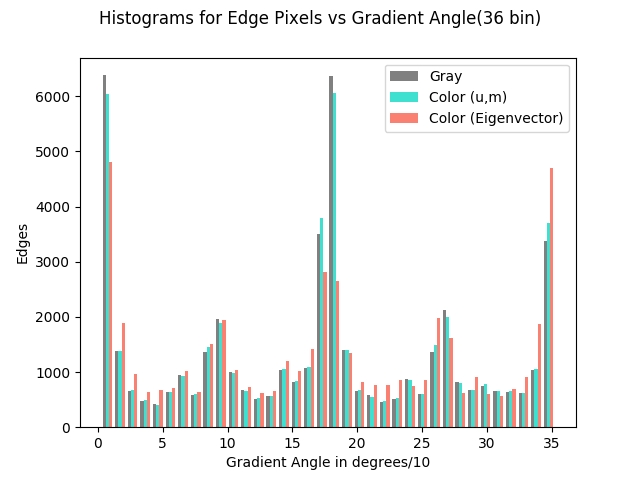 Histograms for Edge Pixels vs Gradient Angle(36 bin)
Gray
Color (u,m)
Color (Eigenvector)
Edges
6000
5000
4000
3000
2000
1000
0
0 5 10 15 20 25 30 35
Gradient Angle in degrees/10